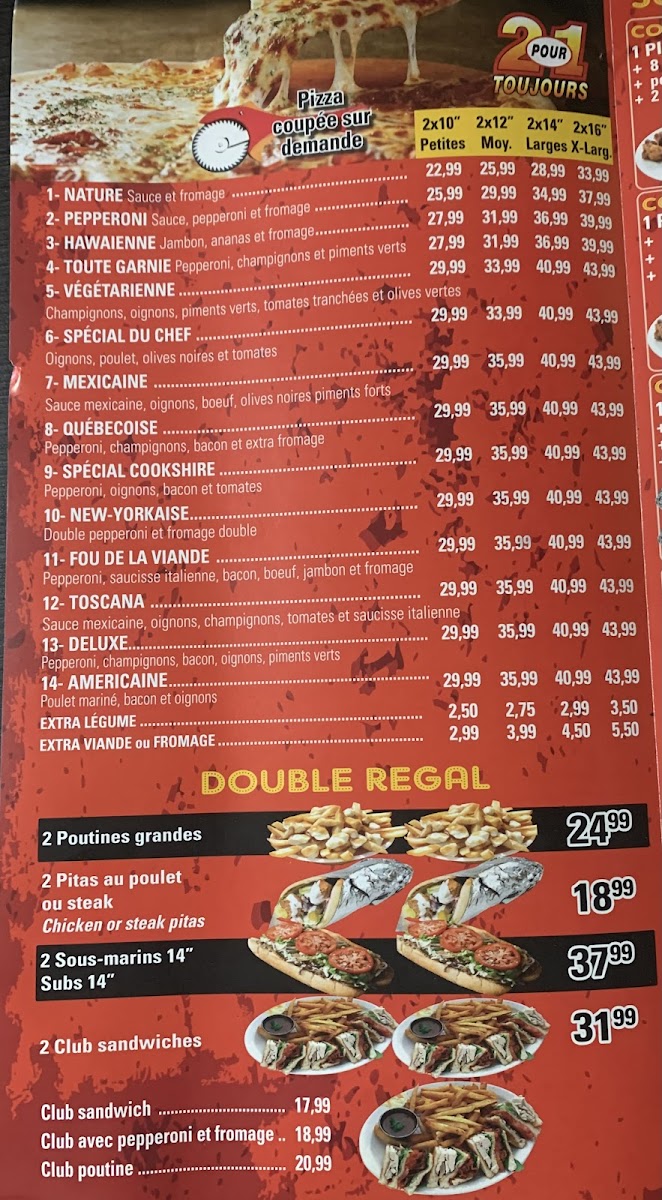 2 POUR 1
TOUJOURS
Pizza
coupée sur
demande
2x10" 2x12" 2x14" 2x16"
Petites Moy. Larges X-Larg.
1- NATURE Sauce et fromage 22,99 25,99 28,99 33,99
2- PEPPERONI Sauce, pepperoni et fromage 25,99 29,99 34,99 37,99
3- HAWAIENNE Jambon, ananas et fromage 27,99 31,99 36,99 39,99
4- TOUTE GARNIE Pepperoni, champignons et piments verts 27,99 31,99 36,99 39,99
5- VÉGÉTARIENNE 29,99 33,99 40,99 43,99
Champignons, oignons, piments verts, tomates tranchées et olives vertes
6- SPÉCIAL DU CHEF 29,99 33,99 40,99 43,99
Oignons, poulet, olives noires et tomates
7- MEXICAINE 29,99 35,99 40,99 43,99
Sauce mexicaine, oignons, boeuf, olives noires piments forts
8- QUÉBECOISE 29,99 35,99 40,99 43,99
Pepperoni, champignons, bacon et extra fromage
9- SPÉCIAL COOKSHIRE 29,99 35,99 40,99 43,99
Pepperoni, oignons, bacon et tomates
10- NEW-YORKAISE 29,99 35,99 40,99 43,99
Double pepperoni et fromage double
11- FOU DE LA VIANDE 29,99 35,99 40,99 43,99
Pepperoni, saucisse italienne, bacon, boeuf, jambon et fromage
12- TOSCANA 29,99 35,99 40,99 43,99
Sauce mexicaine, oignons, champignons, tomates et saucisse italienne
13- DELUXE 29,99 35,99 40,99 43,99
Pepperoni, champignons, bacon, oignons, piments verts
14- AMERICAINE 29,99 35,99 40,99 43,99
Poulet mariné, bacon et oignons
EXTRA LÉGUME 2,50 2,75 2,99 3,50
EXTRA VIANDE ou FROMAGE 2,99 3,99 4,50 5,50
DOUBLE REGAL
2 Poutines grandes 24 99
2 Pitas au poulet
ou steak 18 99
Chicken or steak pitas
2 Sous-marins 14" 37 99
Subs 14"
2 Club sandwiches 31 99
Club sandwich 17,99
Club avec pepperoni et fromage 18,99
Club poutine 20,99